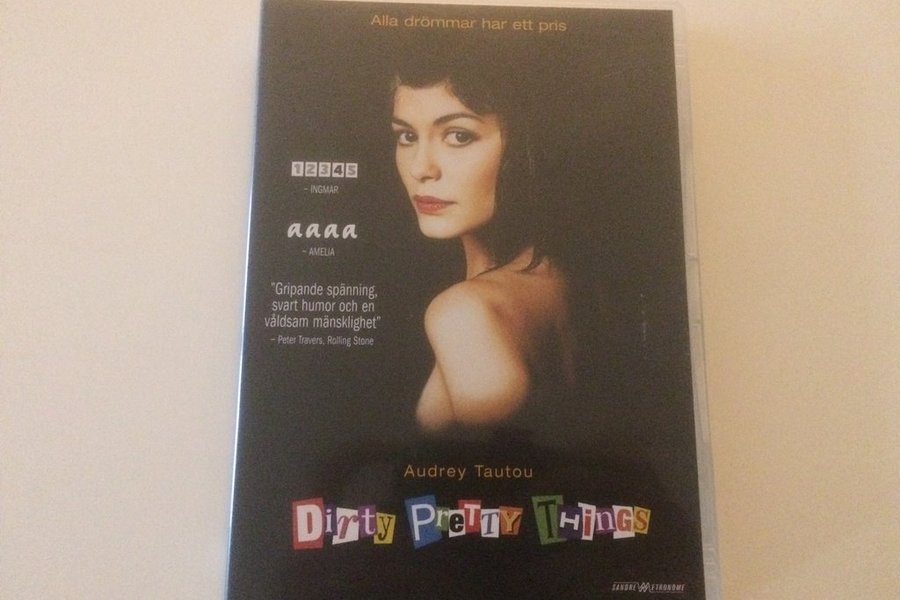 Alla drömmar har ett pris
12345
– INGMAR
aaaa
– AMELIA
"Gripande spänning,
svart humor och en
våldsam mänsklighet"
– Peter Travers, Rolling Stone
Audrey Tautou
Dirty PreTTY THiNGS
SANDREW METRONOME